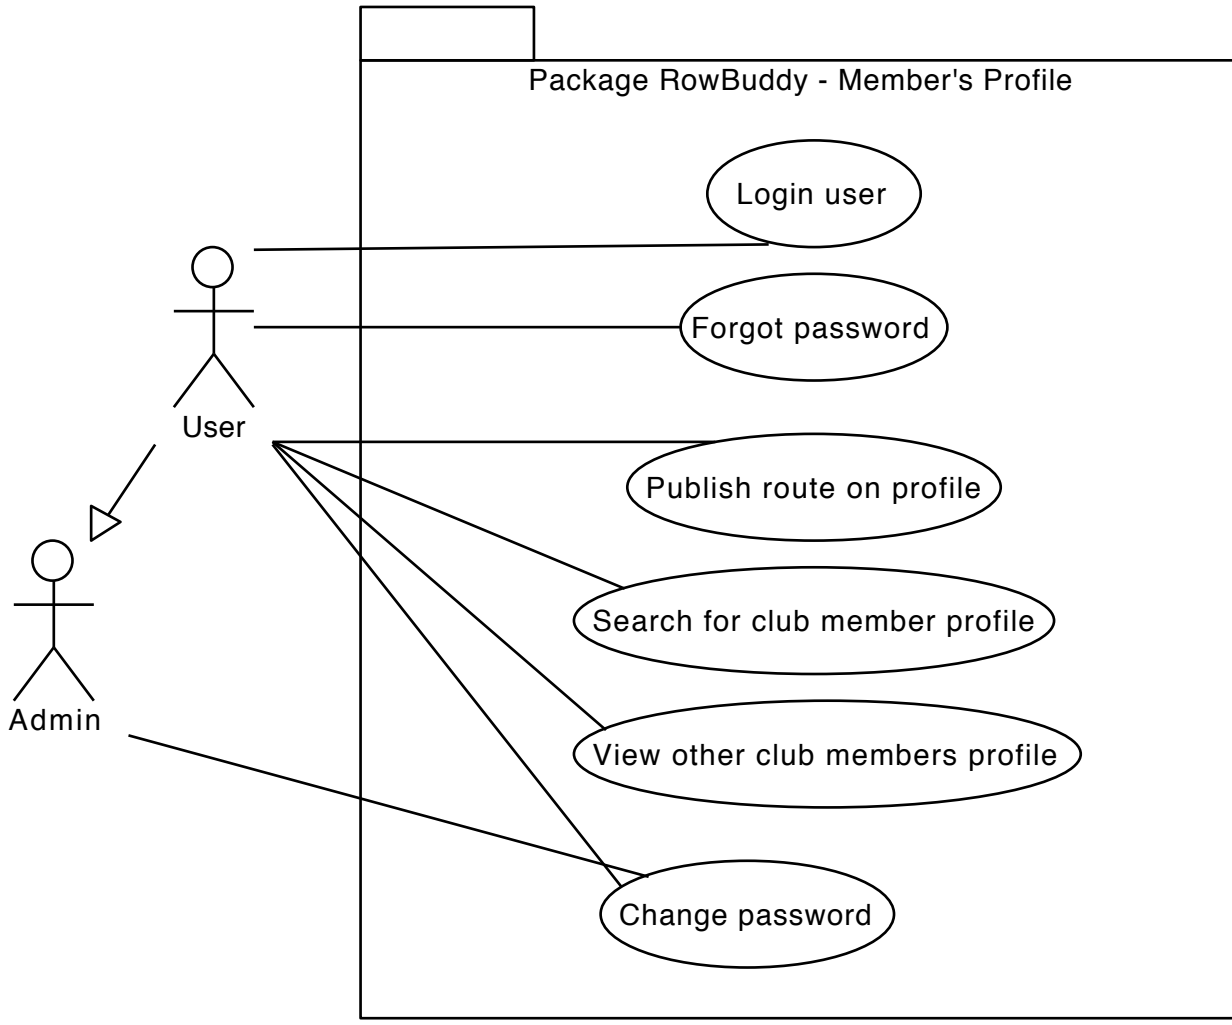 Package RowBuddy - Member's Profile
Login user
Forgot password
User
Publish route on profile
Search for club member profile
Admin
View other club members profile
Change password